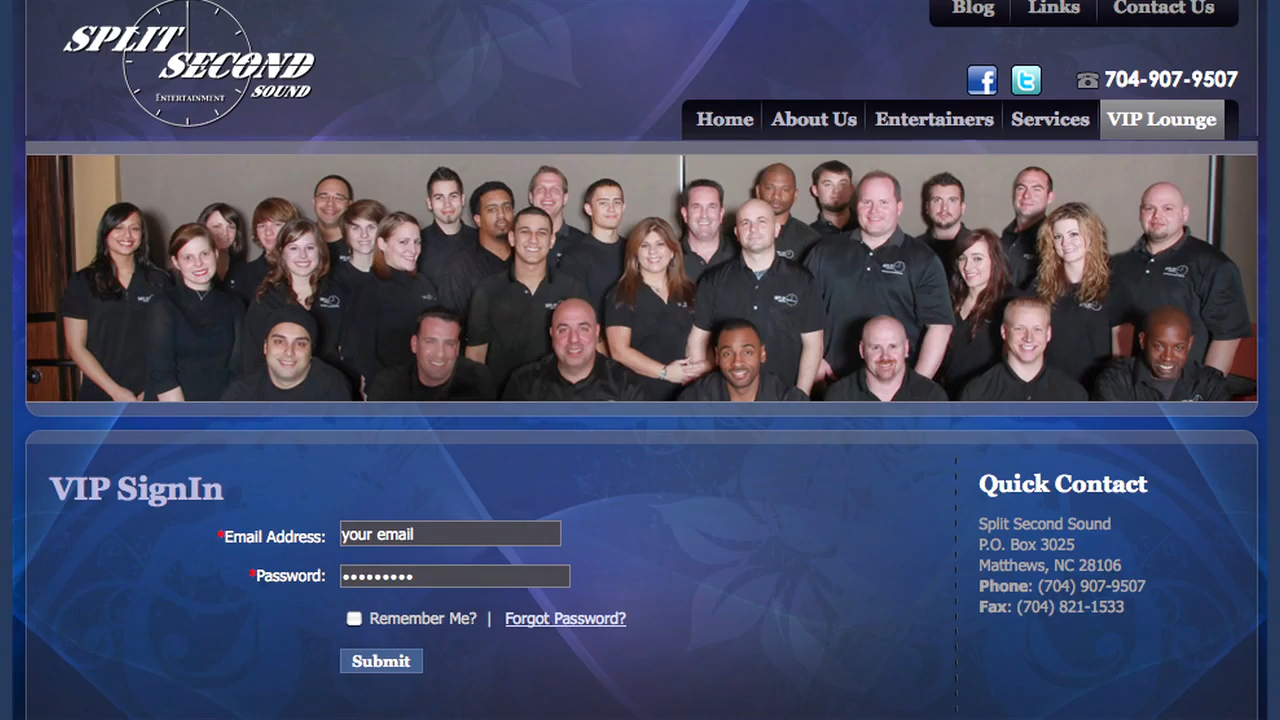 Blog
Links
Contact Us
SPLIT
SECOND
SOUND
ENTERTAINMENT
f
t
704-907-9507
Home
About Us
Entertainers
Services
VIP Lounge
VIP SignIn
*Email Address:
your email
*Password:
•••••••••
Remember Me? | Forgot Password?
Submit
Quick Contact
Split Second Sound
P.O. Box 3025
Matthews, NC 28106
Phone: (704) 907-9507
Fax: (704) 821-1533